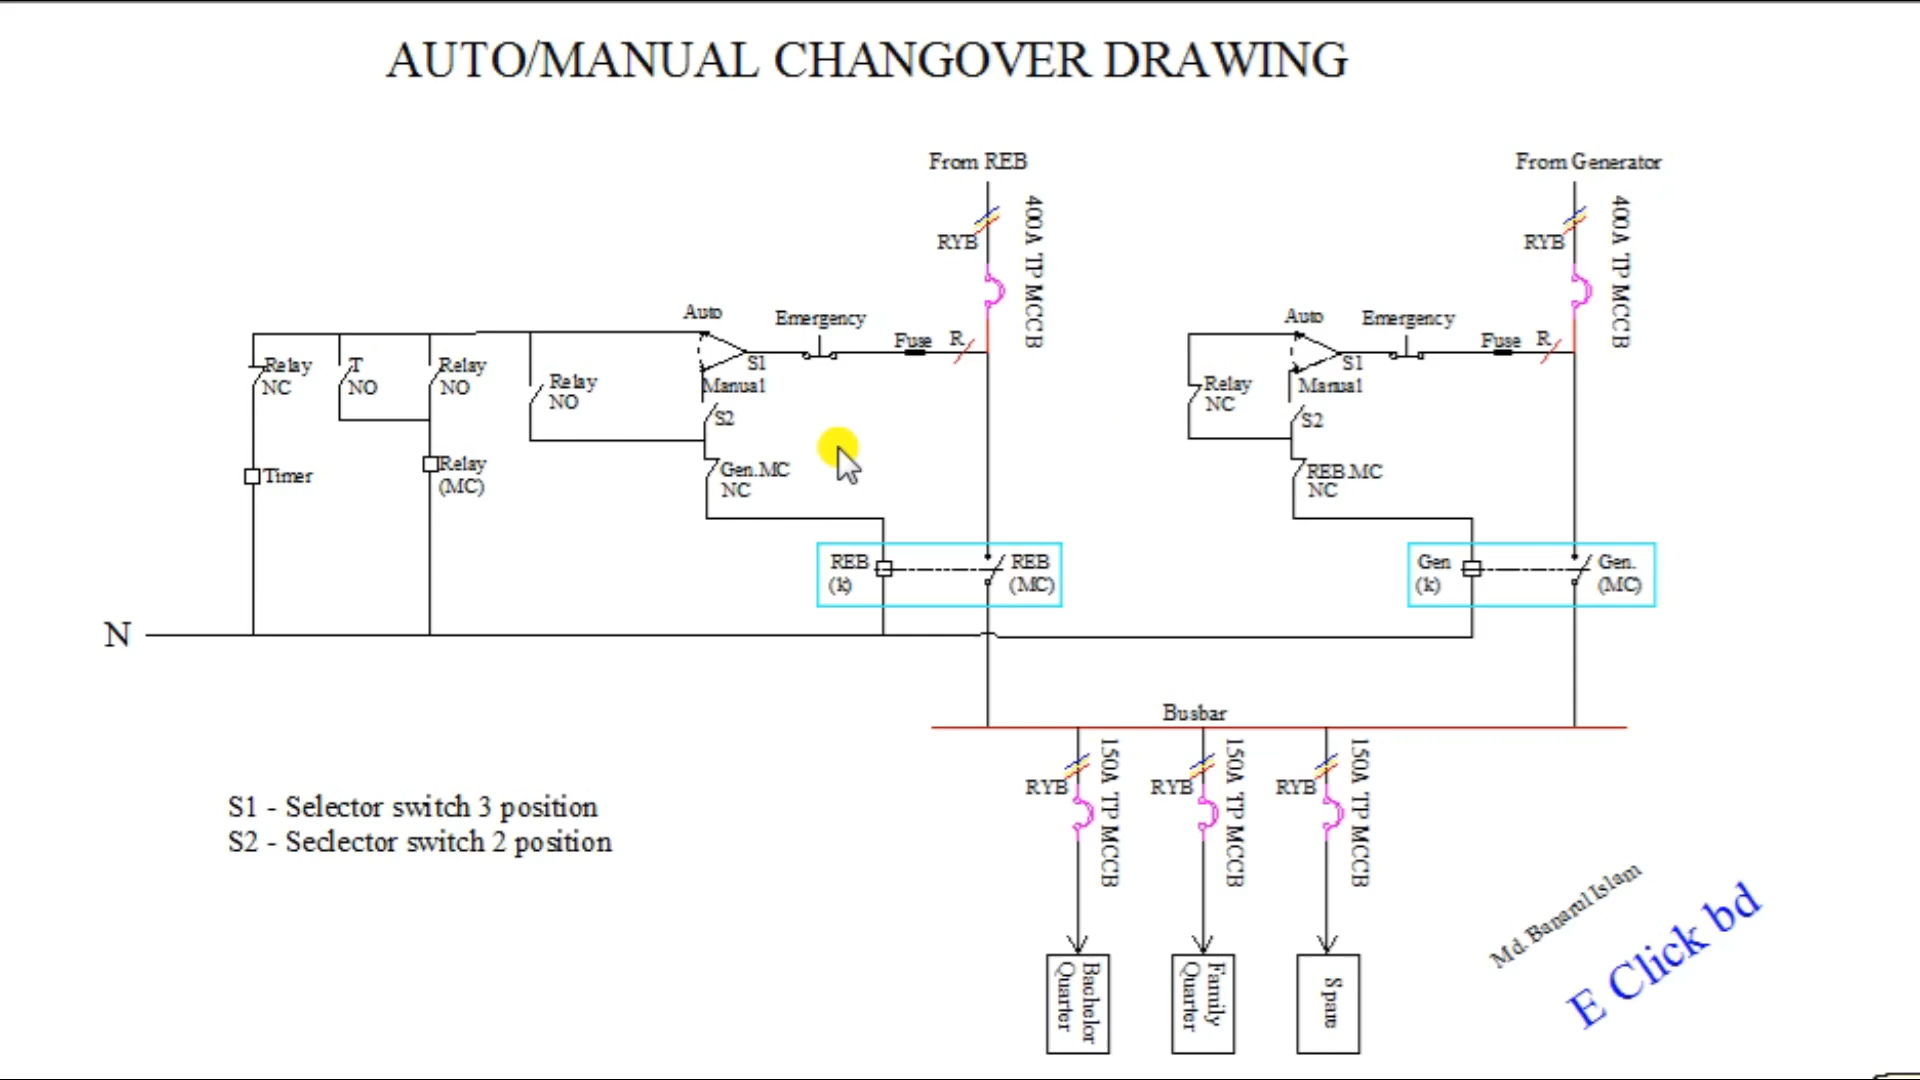 AUTO/MANUAL CHANGOVER DRAWING
From REB
From Generator
400A TP MCCB
400A TP MCCB
RYB
RYB
Auto
Emergency
Fuse
R
S1
Manual
Auto
Emergency
Fuse
R
S1
Manual
Relay
NC
T
NO
Relay
NO
Relay
NO
S2
Relay
NC
S2
Timer
Relay
(MC)
Gen.MC
NC
REB.MC
NC
REB
(k)
REB
(MC)
Gen
(k)
Gen.
(MC)
N
Busbar
RYB
150A TP MCCB
RYB
150A TP MCCB
RYB
150A TP MCCB
S1 - Selector switch 3 position
S2 - Seclector switch 2 position
Bachelor
Quarter
Family
Quarter
Spare
Md. Banarul Islam
E Click bd